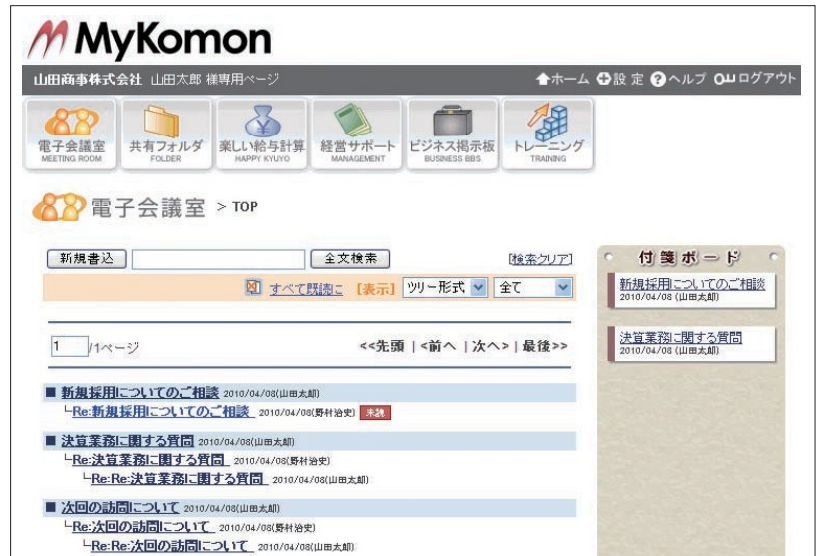 MyKomon
山田商事株式会社 山田太郎 様専用ページ ホーム 設定 ヘルプ ログアウト
電子会議室 共有フォルダ 楽しい給与計算 経営サポート ビジネス掲示板 トレーニング
MEETING ROOM FOLDER HAPPY KYUYO MANAGEMENT BUSINESS BBS TRAINING
電子会議室 > TOP
新規書込 全文検索 [検索クリア]
すべて既読に [表示] ツリー形式 全て
1 /1ページ <<先頭 | <前へ | 次へ> | 最後>>
■ 新規採用についてのご相談 2010/04/08(山田太郎)
└Re:新規採用についてのご相談 2010/04/08(野村治史) 未読
■ 決算業務に関する質問 2010/04/08(山田太郎)
└Re:決算業務に関する質問 2010/04/08(野村治史)
└Re:Re:決算業務に関する質問 2010/04/08(山田太郎)
■ 次回の訪問について 2010/04/08(山田太郎)
└Re:次回の訪問について 2010/04/08(野村治史)
└Re:Re:次回の訪問について 2010/04/08(山田太郎)
付箋ボード
新規採用についてのご相談
2010/04/08 (山田太郎)
決算業務に関する質問
2010/04/08 (山田太郎)